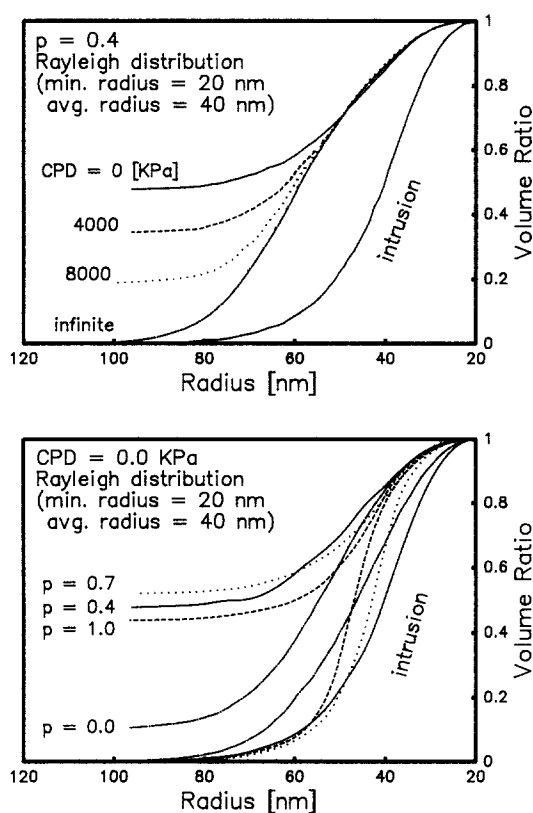 p = 0.4
Rayleigh distribution
(min. radius = 20 nm
avg. radius = 40 nm)
CPD = 0 [KPa]
4000
8000
infinite
intrusion
1
0.8
0.6
0.4
0.2
0
Volume Ratio
120
100
80
60
40
20
Radius [nm]
CPD = 0.0 KPa
Rayleigh distribution
(min. radius = 20 nm
avg. radius = 40 nm)
p = 0.7
p = 0.4
p = 1.0
p = 0.0
intrusion
1
0.8
0.6
0.4
0.2
0
Volume Ratio
120
100
80
60
40
20
Radius [nm]